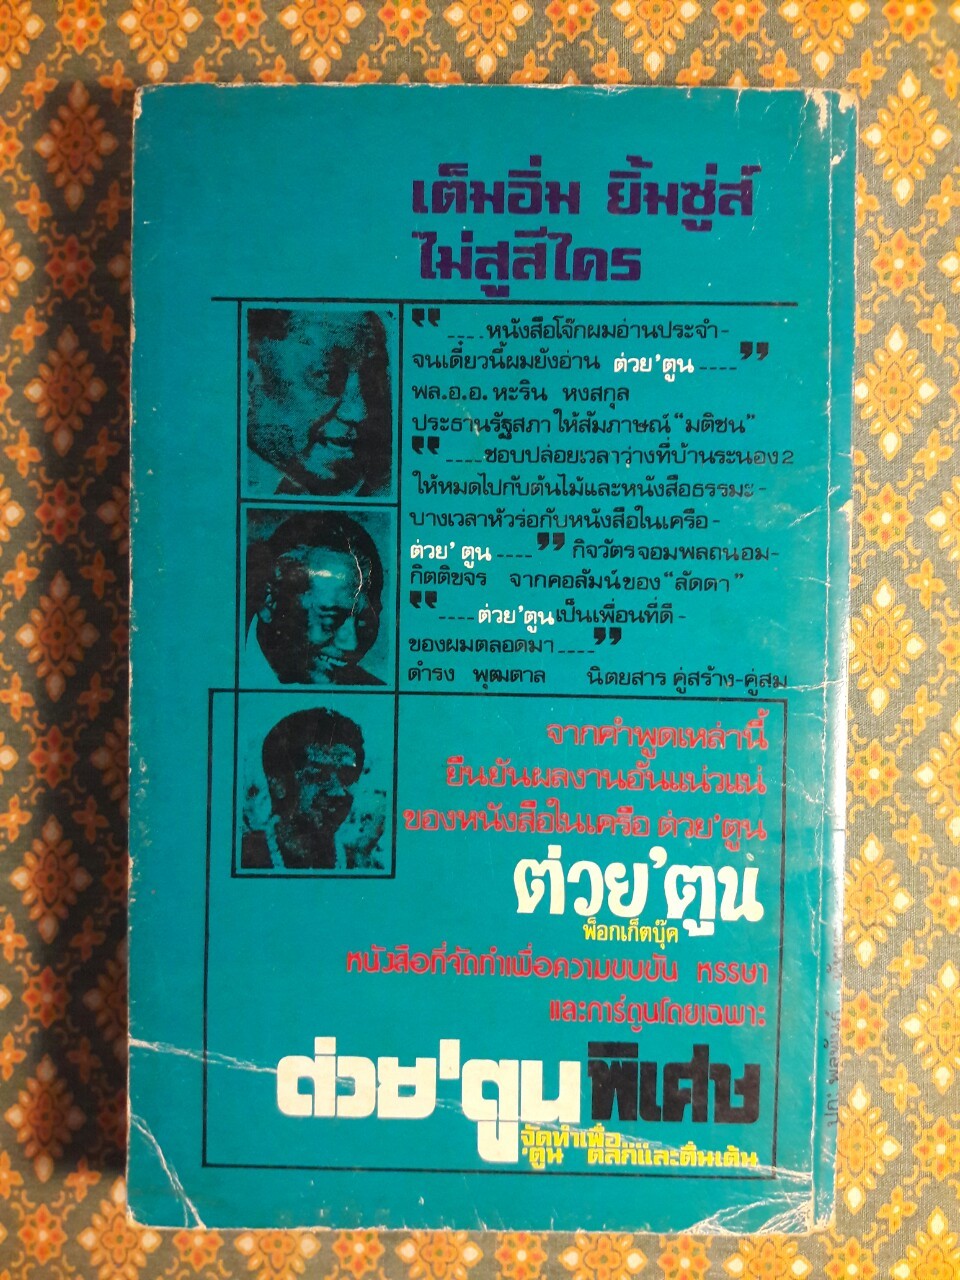 เต็มอิ่ม ยิ้มซู่ส์
ไม่สูสีใคร
"....หนังสือโจ๊กผมอ่านประจำ-
จนเดี๋ยวนี้ผมยังอ่าน ต่วย'ตูน ----"
พล.อ.อ. หะริน หงสกุล
ประธานรัฐสภา ให้สัมภาษณ์ "มติชน"
"----ชอบปล่อยเวลาว่างที่บ้านระนอง2
ให้หมดไปกับต้นไม้และหนังสือธรรมะ-
บางเวลาหัวร่อกับหนังสือในเครือ-
ต่วย'ตูน ----" กิจวัตรจอมพลถนอม-
กิตติขจร จากคอลัมน์ของ "ลัดดา"
"----ต่วย'ตูนเป็นเพื่อนที่ดี-
ของผมตลอดมา----"
ดำรง พุฒตาล นิตยสาร คู่สร้าง-คู่สม
จากคำพูดเหล่านี้
ยืนยันผลงานอันแน่วแน่
ของหนังสือในเครือ ต่วย'ตูน
ต่วย'ตูน
พ็อกเก็ตบุ๊ค
หนังสือที่จัดทำเพื่อความขบขัน หรรษา
และการ์ตูนโดยเฉพาะ
ต่วย'ตูนพิเศษ
จัดทำเพื่อ...
'ตูน' ตลกและตื่นเต้น